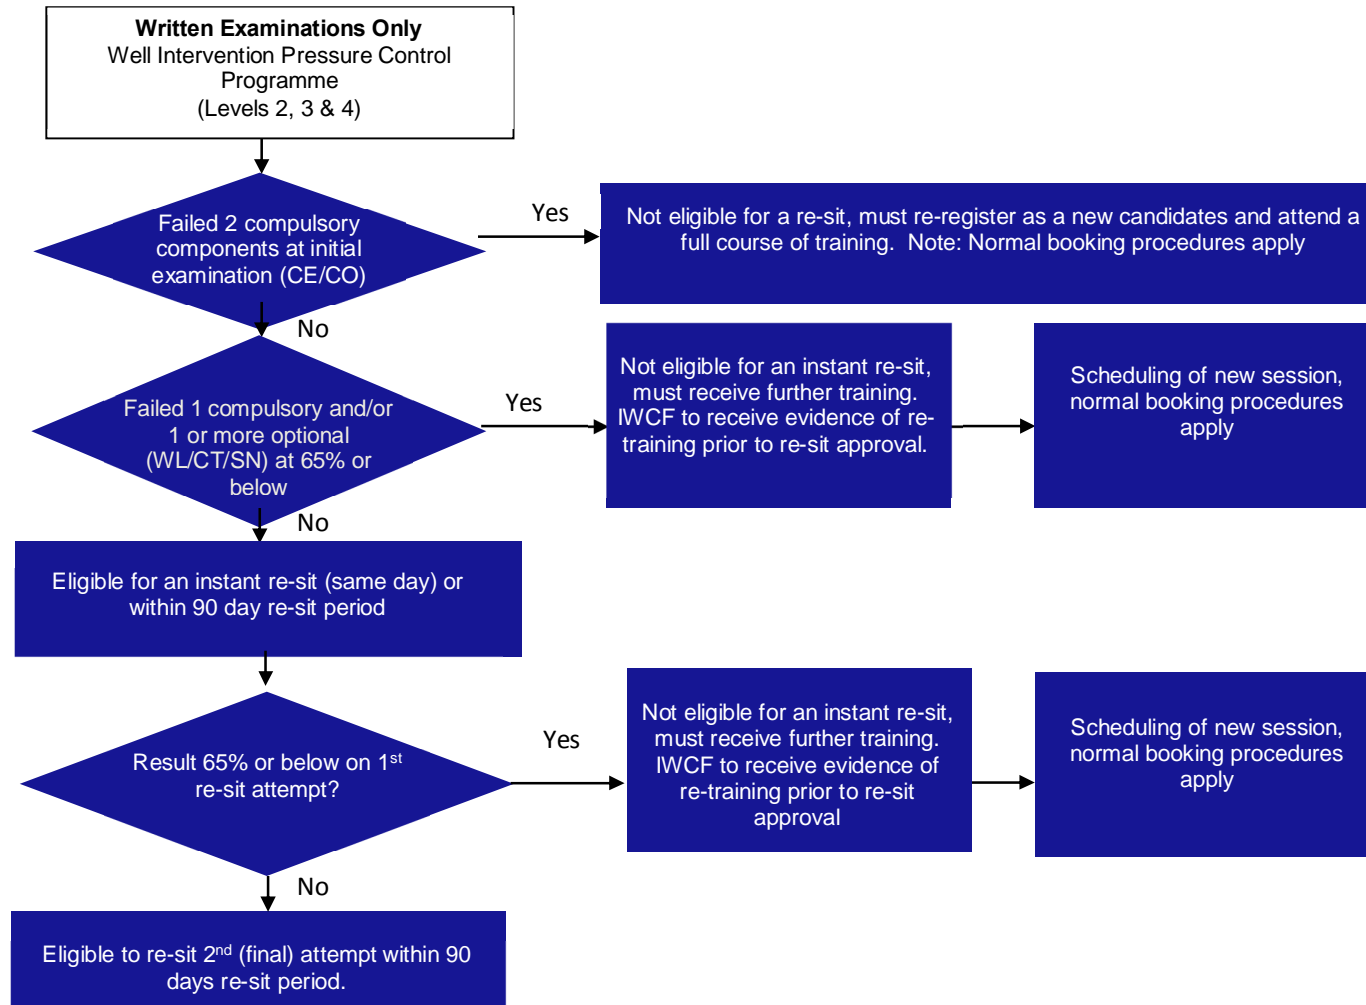 Written Examinations Only
Well Intervention Pressure Control
Programme
(Levels 2, 3 & 4)
Failed 2 compulsory
components at initial
examination (CE/CO)
Yes
Not eligible for a re-sit, must re-register as a new candidates and attend a
full course of training.  Note: Normal booking procedures apply
No
Failed 1 compulsory and/or
1 or more optional
(WL/CT/SN) at 65% or
below
Yes
Not eligible for an instant re-sit,
must receive further training.
IWCF to receive evidence of re-
training prior to re-sit approval.
Scheduling of new session,
normal booking procedures
apply
No
Eligible for an instant re-sit (same day) or
within 90 day re-sit period
Result 65% or below on 1st
re-sit attempt?
Yes
Not eligible for an instant re-sit,
must receive further training.
IWCF to receive evidence of
re-training prior to re-sit
approval
Scheduling of new session,
normal booking procedures
apply
No
Eligible to re-sit 2nd (final) attempt within 90
days re-sit period.